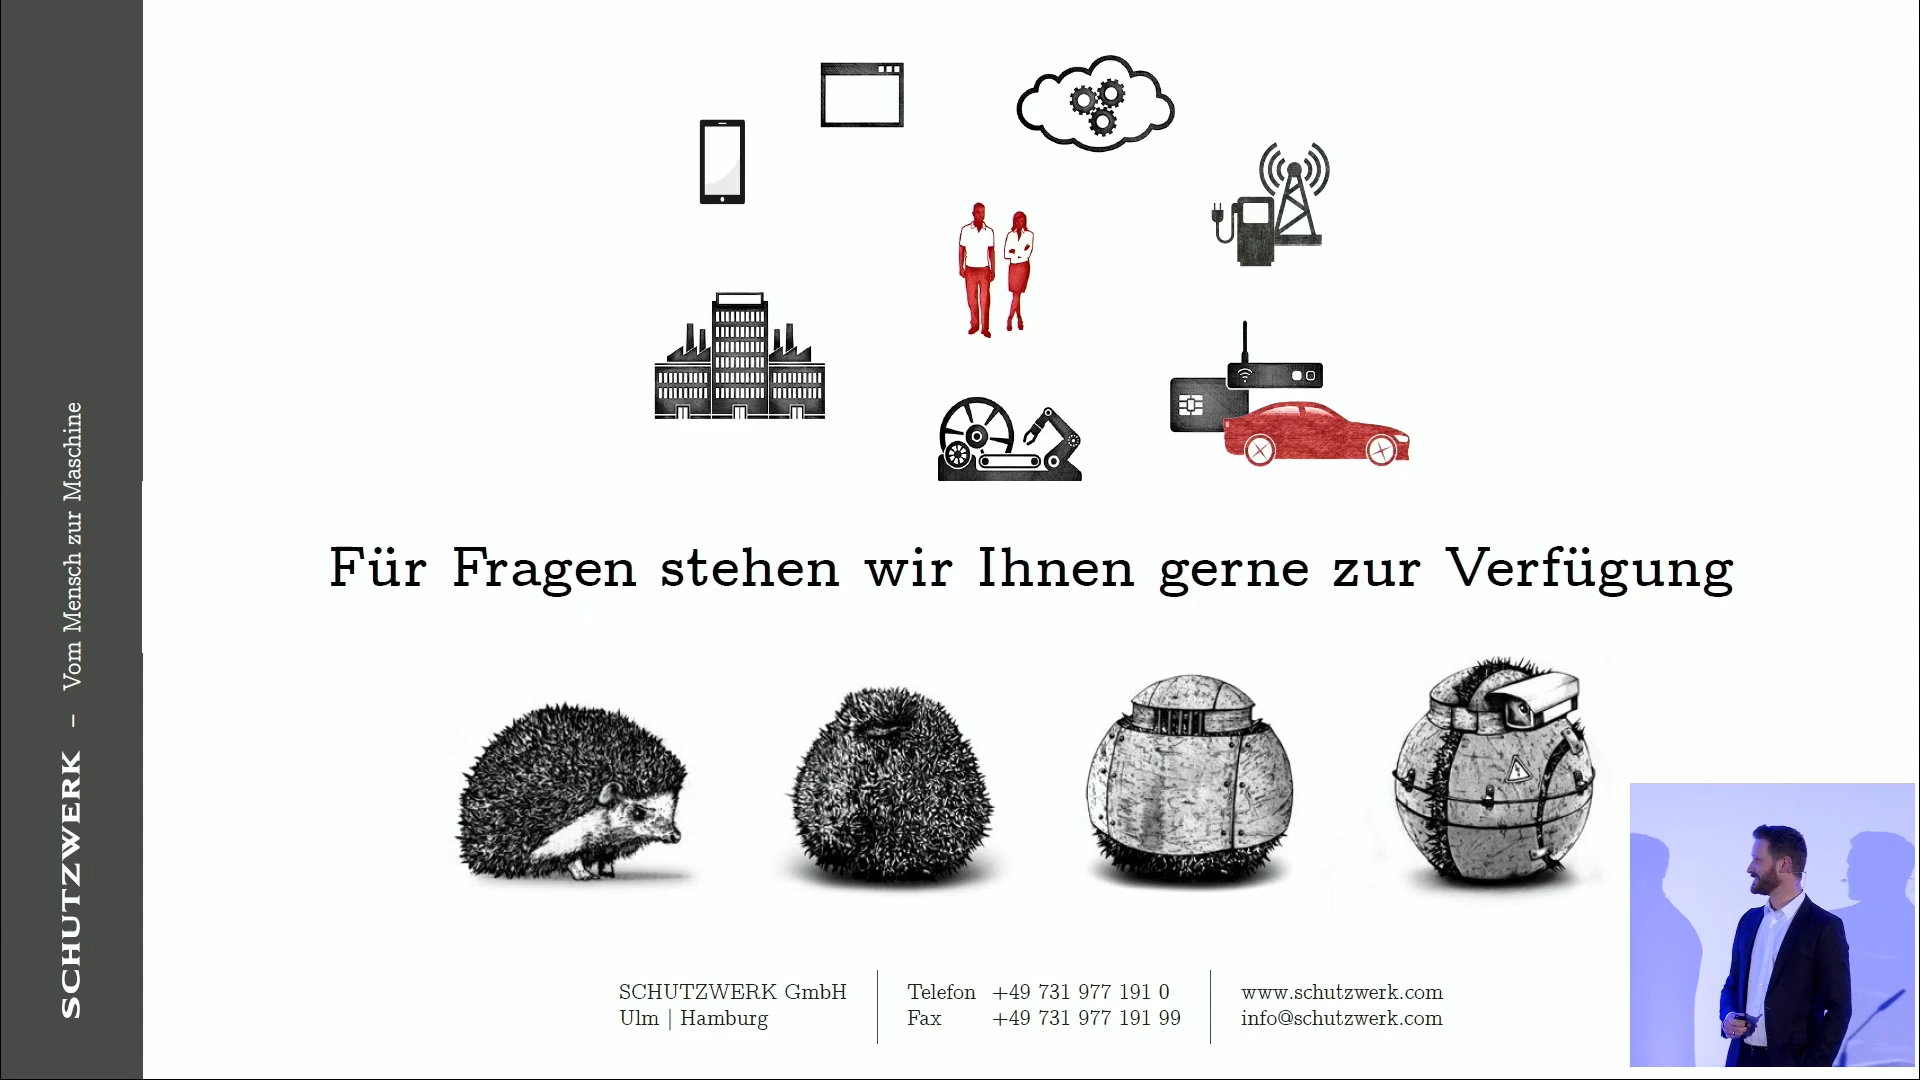 SCHUTZWERK – Vom Mensch zur Maschine
Für Fragen stehen wir Ihnen gerne zur Verfügung
SCHUTZWERK GmbH
Ulm | Hamburg
Telefon +49 731 977 191 0
Fax +49 731 977 191 99
www.schutzwerk.com
info@schutzwerk.com